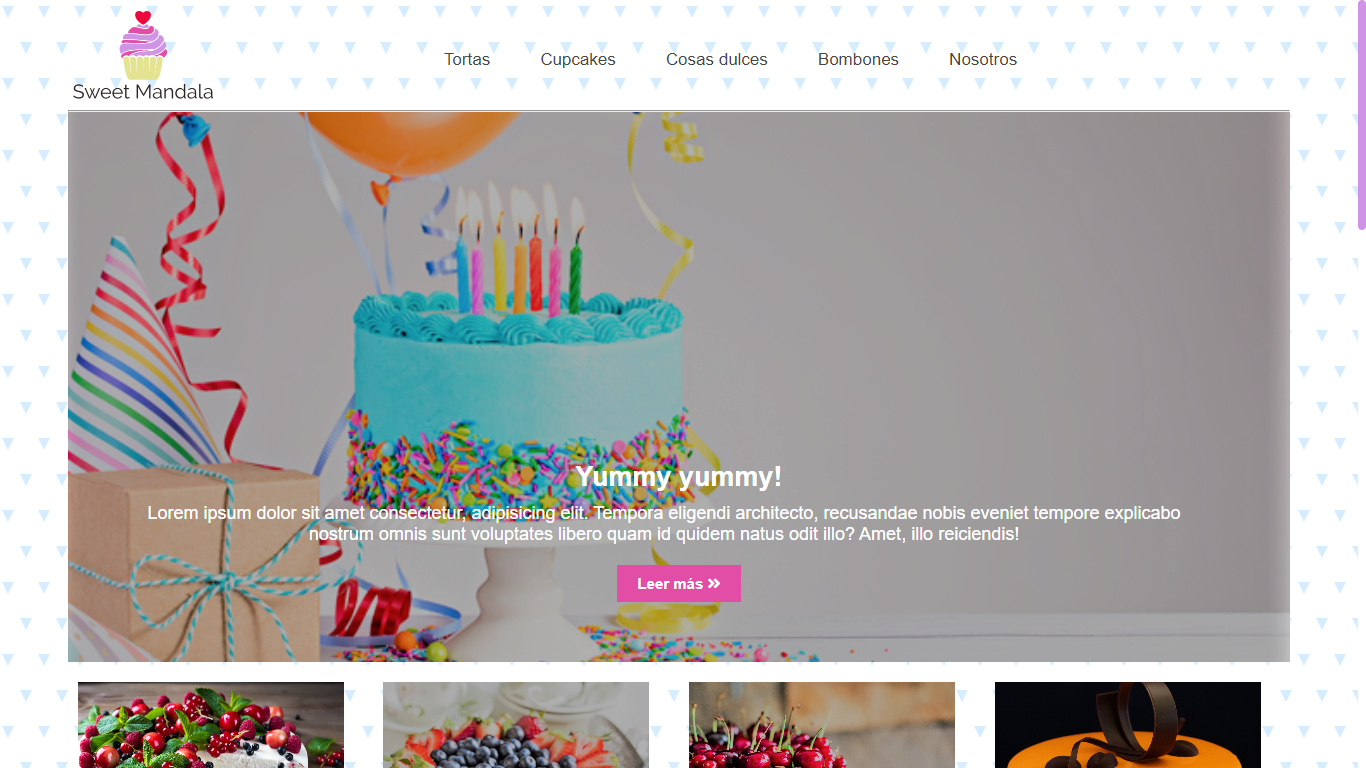 Sweet Mandala
Tortas
Cupcakes
Cosas dulces
Bombones
Nosotros
Yummy yummy!
Lorem ipsum dolor sit amet consectetur, adipisicing elit. Tempora eligendi architecto, recusandae nobis eveniet tempore explicabo
nostrum omnis sunt voluptates libero quam id quidem natus odit illo? Amet, illo reiciendis!
Leer más »